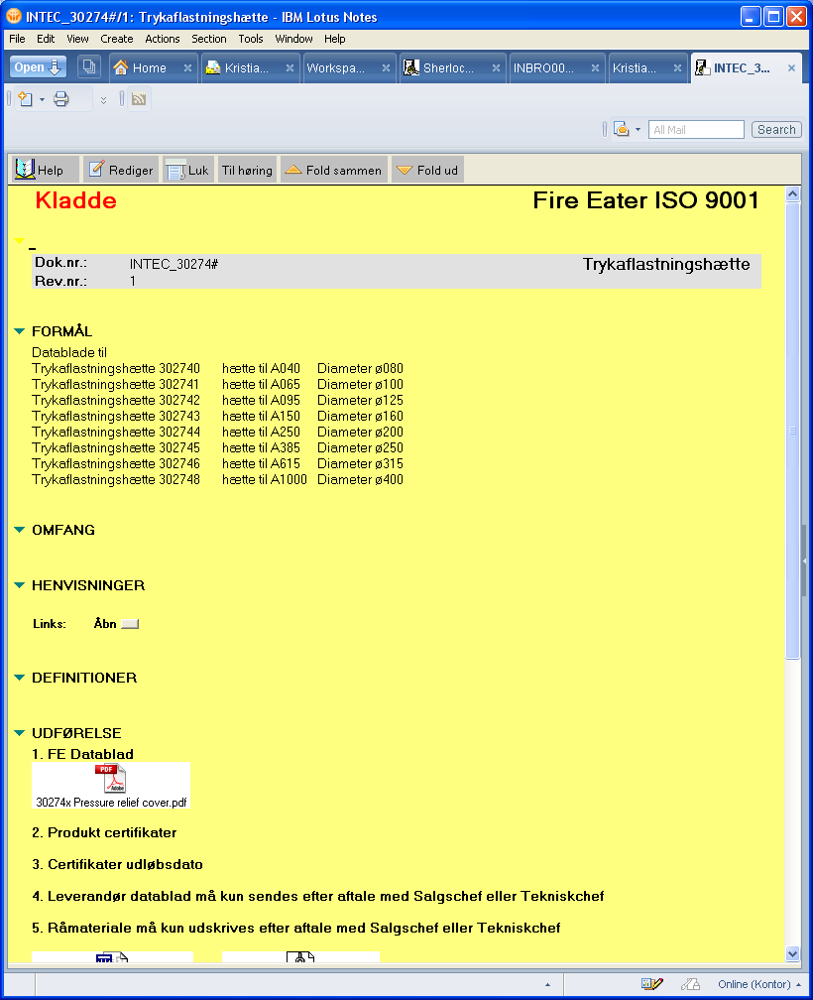 INTEC_30274#/1: Trykaflastningshætte - IBM Lotus Notes
File Edit View Create Actions Section Tools Window Help
Open Home Kristia... Workspa... Sherloc... INBRO00... Kristia... INTEC_3...
All Mail Search
Help Rediger Luk Til høring Fold sammen Fold ud
Kladde Fire Eater ISO 9001
Dok.nr.: INTEC_30274# Trykaflastningshætte
Rev.nr.: 1
FORMÅL
Datablade til
Trykaflastningshætte 302740 hætte til A040 Diameter ø080
Trykaflastningshætte 302741 hætte til A065 Diameter ø100
Trykaflastningshætte 302742 hætte til A095 Diameter ø125
Trykaflastningshætte 302743 hætte til A150 Diameter ø160
Trykaflastningshætte 302744 hætte til A250 Diameter ø200
Trykaflastningshætte 302745 hætte til A385 Diameter ø250
Trykaflastningshætte 302746 hætte til A615 Diameter ø315
Trykaflastningshætte 302748 hætte til A1000 Diameter ø400
OMFANG
HENVISNINGER
Links: Åbn
DEFINITIONER
UDFØRELSE
1. FE Datablad
PDF
Adobe
30274x Pressure relief cover.pdf
2. Produkt certifikater
3. Certifikater udløbsdato
4. Leverandør datablad må kun sendes efter aftale med Salgschef eller Tekniskchef
5. Råmateriale må kun udskrives efter aftale med Salgschef eller Tekniskchef
Online (Kontor)